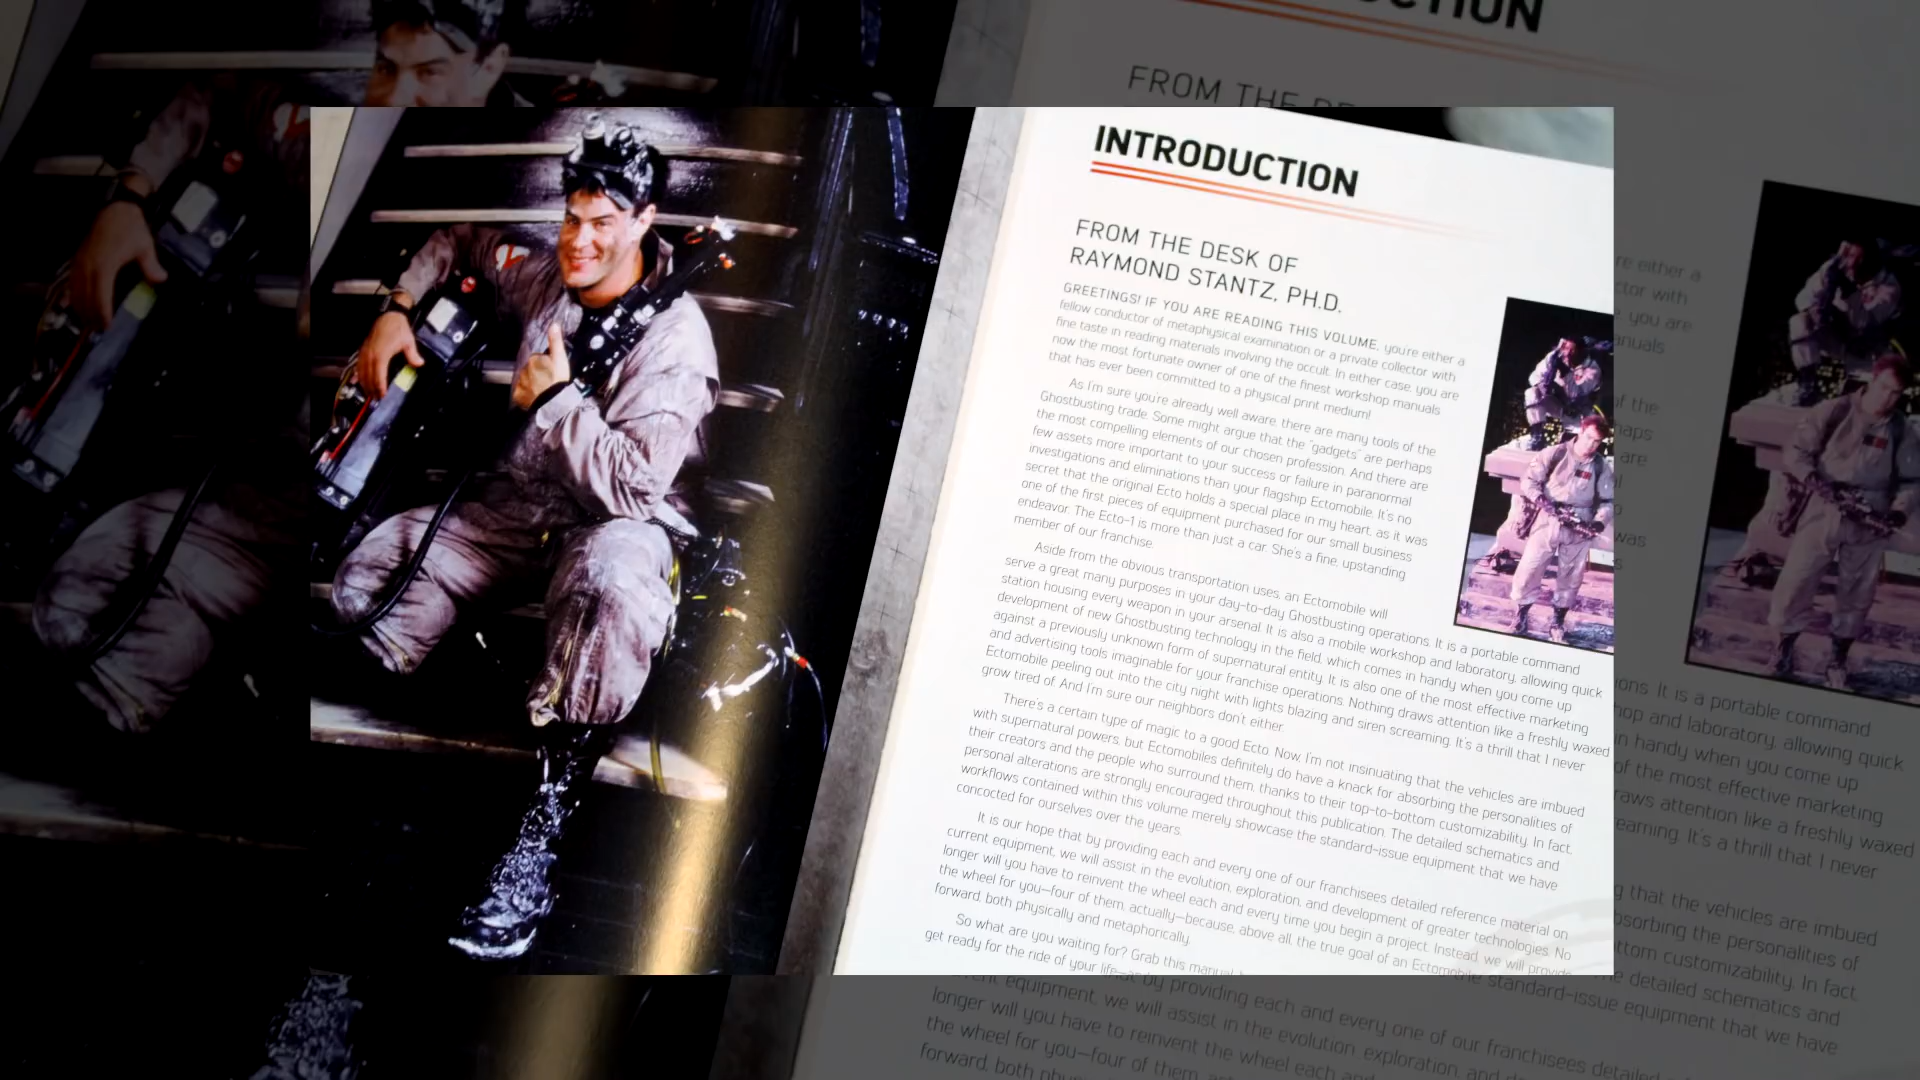 INTRODUCTION
FROM THE DESK OF
RAYMOND STANTZ, PH.D.
GREETINGS! IF YOU ARE READING THIS VOLUME, you're either a
fellow conductor of metaphysical examination or a private collector with
fine taste in reading materials involving the occult. In either case, you are
now the most fortunate owner of one of the finest workshop manuals
that has ever been committed to a physical print medium!
As I'm sure you're already well aware, there are many tools of the
Ghostbusting trade. Some might argue that the "gadgets" are perhaps
the most compelling elements of our chosen profession. And there are
few assets more important to your success or failure in paranormal
investigations and eliminations than your flagship Ectomobile. It's no
secret that the original Ecto holds a special place in my heart, as it was
one of the first pieces of equipment purchased for our small business
endeavor. The Ecto-1 is more than just a car. She's a fine, upstanding
member of our franchise.
Aside from the obvious transportation uses, an Ectomobile will
serve a great many purposes in your day-to-day Ghostbusting operations. It is a portable command
station housing every weapon in your arsenal. It is also a mobile workshop and laboratory, allowing quick
development of new Ghostbusting technology in the field, which comes in handy when you come up
against a previously unknown form of supernatural entity. It is also one of the most effective marketing
and advertising tools imaginable for your franchise operations. Nothing draws attention like a freshly waxed
Ectomobile peeling out into the city night with lights blazing and siren screaming. It's a thrill that I never
grow tired of. And I'm sure our neighbors don't either.
There's a certain type of magic to a good Ecto. Now, I'm not insinuating that the vehicles are imbued
with supernatural powers, but Ectomobiles definitely do have a knack for absorbing the personalities of
their creators and the people who surround them, thanks to their top-to-bottom customizability. In fact,
personal alterations are strongly encouraged throughout this publication. The detailed schematics and
workflows contained within this volume merely showcase the standard-issue equipment that we have
concocted for ourselves over the years.
It is our hope that by providing each and every one of our franchisees detailed reference material on
current equipment, we will assist in the evolution, exploration, and development of greater technologies. No
longer will you have to reinvent the wheel each and every time you begin a project. Instead, we will provide
the wheel for you—four of them, actually—because, above all, the true goal of an Ectomobile
forward, both physically and metaphorically.
So what are you waiting for? Grab this manual,
get ready for the ride of your life